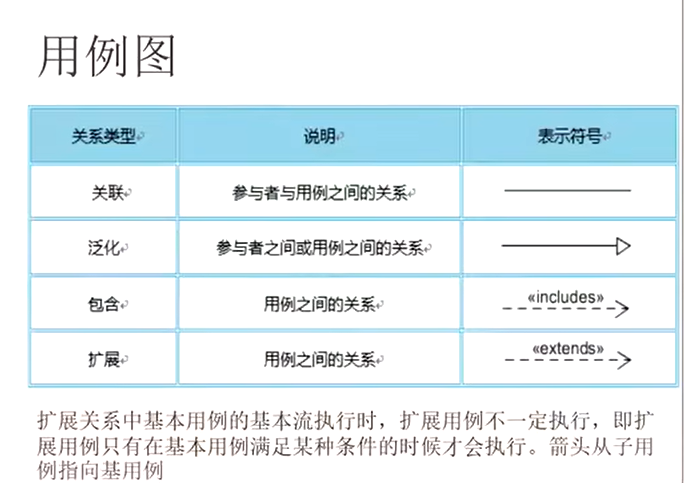 用例图
关系类型 说明 表示符号
关联 参与者与用例之间的关系
泛化 参与者之间或用例之间的关系
包含 用例之间的关系 «includes»
扩展 用例之间的关系 «extends»
扩展关系中基本用例的基本流执行时，扩展用例不一定执行，即扩
展用例只有在基本用例满足某种条件的时候才会执行。箭头从子用
例指向基用例